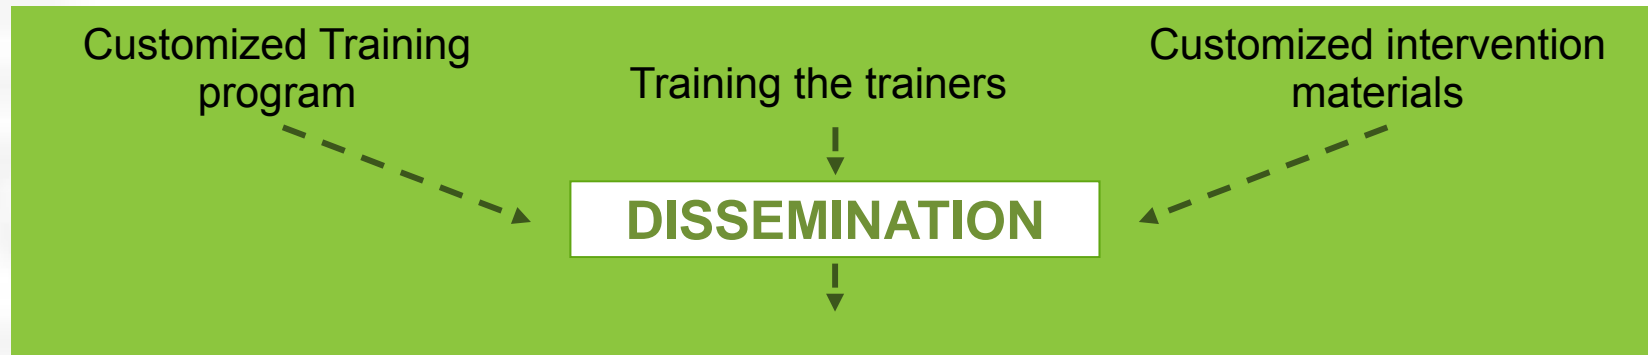 Customized Training
program
Training the trainers
Customized intervention
materials
DISSEMINATION